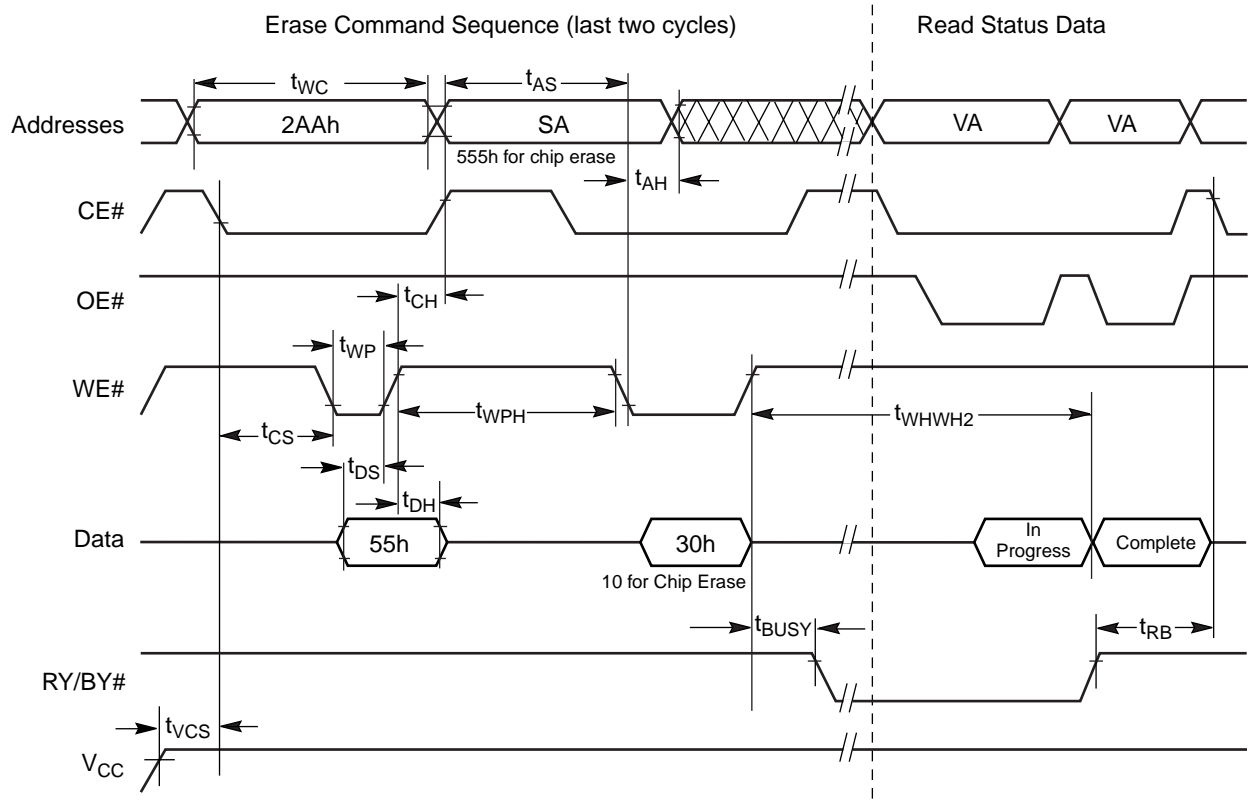 Erase Command Sequence (last two cycles)
Read Status Data
tWC
tAS
Addresses
2AAh
SA
VA
VA
555h for chip erase
tAH
CE#
OE#
tCH
tWP
WE#
tWPH
tWHWH2
tCS
tDS
tDH
Data
55h
30h
In
Progress
Complete
10 for Chip Erase
tBUSY
tRB
RY/BY#
tVCS
VCC